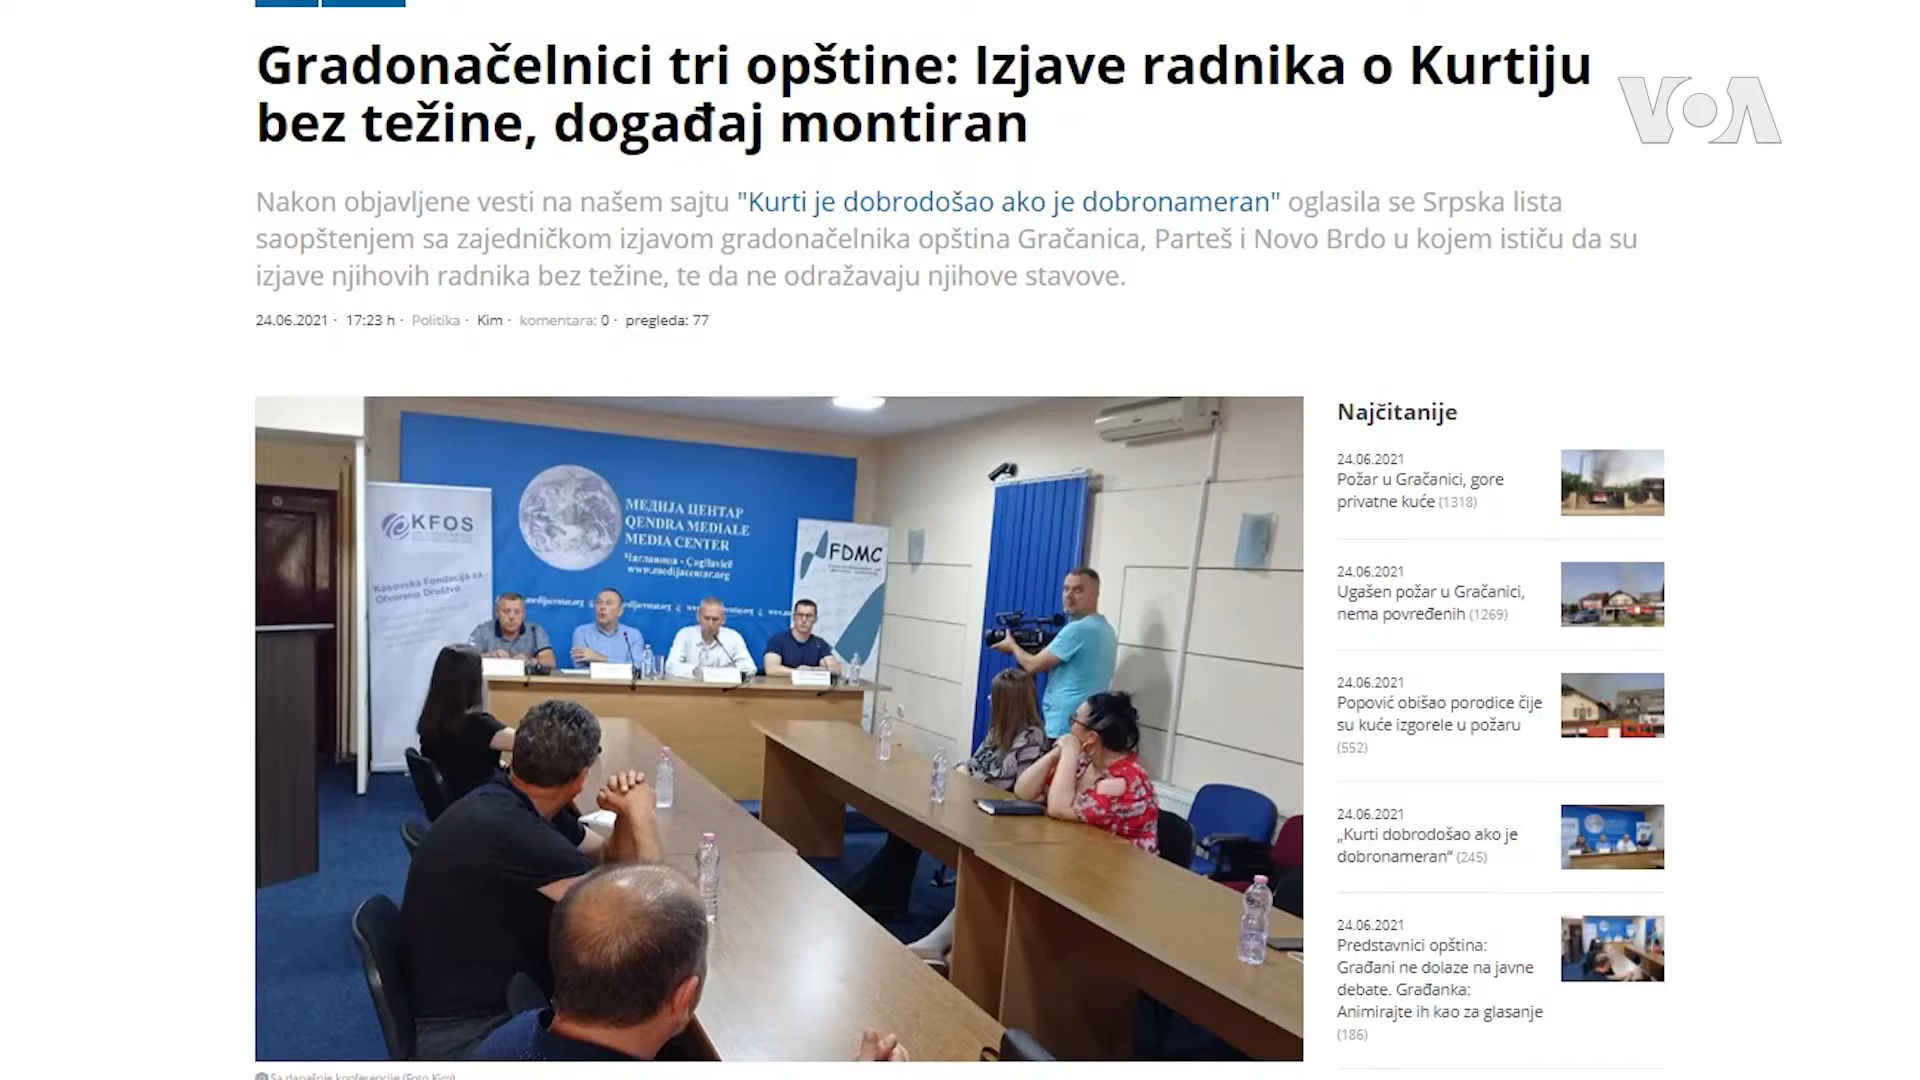 Gradonačelnici tri opštine: Izjave radnika o Kurtiju
bez težine, događaj montiran
VOA
Nakon objavljene vesti na našem sajtu "Kurti je dobrodošao ako je dobronameran" oglasila se Srpska lista
saopštenjem sa zajedničkom izjavom gradonačelnika opština Gračanica, Parteš i Novo Brdo u kojem ističu da su
izjave njihovih radnika bez težine, te da ne odražavaju njihove stavove.
24.06.2021 · 17:23 h · Politika · Kim · komentara: 0 · pregleda: 77
KFOS
Kosovska Fondacija za
Otvoreno Društvo
МЕДИЈА ЦЕНТАР
QENDRA MEDIALE
MEDIA CENTER
Чаглавица - Çagllavicë
www.medijacentar.org
FDMC
Najčitanije
24.06.2021
Požar u Gračanici, gore
privatne kuće (1318)
24.06.2021
Ugašen požar u Gračanici,
nema povređenih (1269)
24.06.2021
Popović obišao porodice čije
su kuće izgorele u požaru
(552)
24.06.2021
„Kurti dobrodošao ako je
dobronameran“ (245)
24.06.2021
Predstavnici opština:
Građani ne dolaze na javne
debate. Građanka:
Animirajte ih kao za glasanje
(186)
Sa današnje konferencije (Foto Kim)